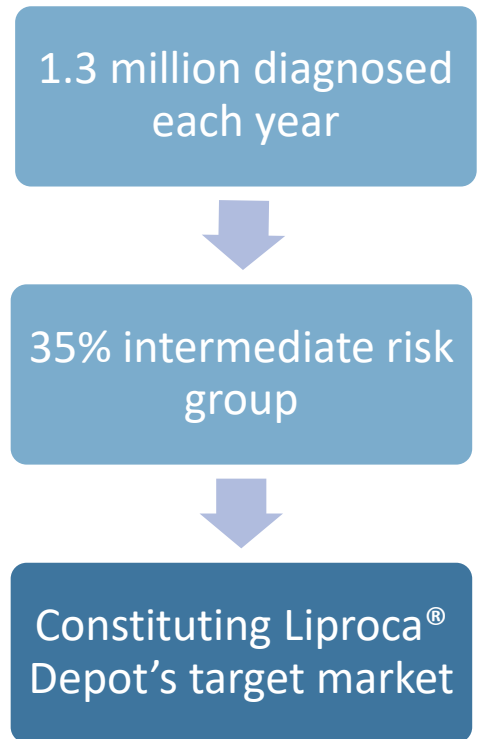 1.3 million diagnosed
each year
35% intermediate risk
group
Constituting Liproca®
Depot’s target market